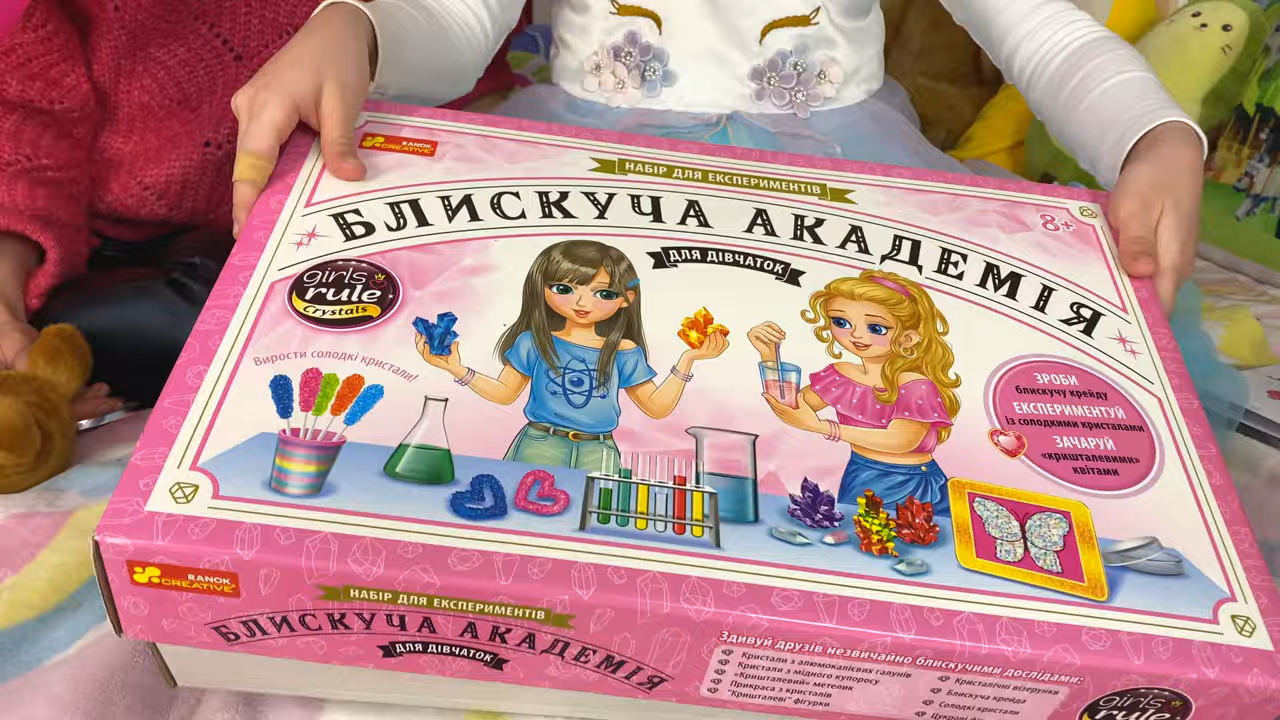 RANOK
CREATIVE
НАБІР ДЛЯ ЕКСПЕРИМЕНТІВ
БЛИСКУЧА АКАДЕМІЯ
ДЛЯ ДІВЧАТОК
8+
girls
rule
Crystals
Вирости солодкі кристали!
ЗРОБИ
блискучу крейду
ЕКСПЕРИМЕНТУЙ
із солодкими кристалами
ЗАЧАРУЙ
«кришталевими»
квітами
RANOK
CREATIVE
НАБІР ДЛЯ ЕКСПЕРИМЕНТІВ
БЛИСКУЧА АКАДЕМІЯ
ДЛЯ ДІВЧАТОК
Здивуй друзів незвичайно блискучими дослідами:
Кристали з алюмокалієвих галунів
Кристали з мідного купоросу
«Кришталевий» метелик
Прикраса з кристалів
"Кришталеві" фігурки
Кристалічні візерунки
Блискуча крейда
Солодкі кристали
Цукрові
girls
rule